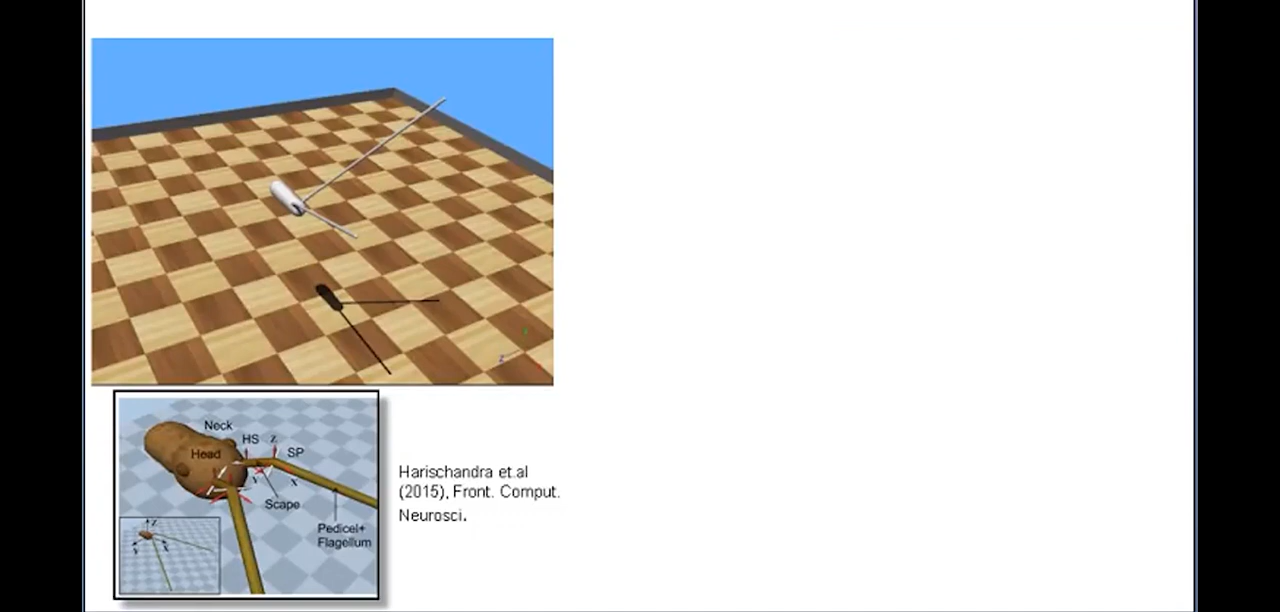 Z
Neck
HS Z
SP
Head
Y
X
Scape
Pedicel+
Flagellum
Z
Y
X
Harischandra et.al
(2015), Front. Comput.
Neurosci.